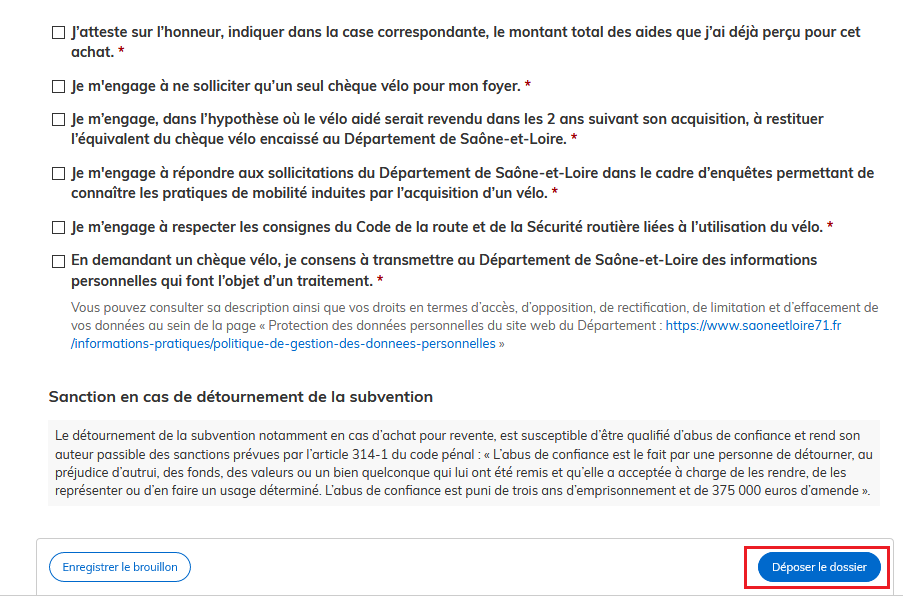 J’atteste sur l’honneur, indiquer dans la case correspondante, le montant total des aides que j’ai déjà perçu pour cet
achat. *
Je m'engage à ne solliciter qu’un seul chèque vélo pour mon foyer. *
Je m’engage, dans l’hypothèse où le vélo aidé serait revendu dans les 2 ans suivant son acquisition, à restituer
l’équivalent du chèque vélo encaissé au Département de Saône-et-Loire. *
Je m'engage à répondre aux sollicitations du Département de Saône-et-Loire dans le cadre d’enquêtes permettant de
connaître les pratiques de mobilité induites par l’acquisition d’un vélo. *
Je m’engage à respecter les consignes du Code de la route et de la Sécurité routière liées à l’utilisation du vélo. *
En demandant un chèque vélo, je consens à transmettre au Département de Saône-et-Loire des informations
personnelles qui font l’objet d’un traitement. *
Vous pouvez consulter sa description ainsi que vos droits en termes d’accès, d’opposition, de rectification, de limitation et d’effacement de
vos données au sein de la page « Protection des données personnelles du site web du Département : https://www.saoneetloire71.fr
/informations-pratiques/politique-de-gestion-des-donnees-personnelles »
Sanction en cas de détournement de la subvention
Le détournement de la subvention notamment en cas d’achat pour revente, est susceptible d’être qualifié d’abus de confiance et rend son
auteur passible des sanctions prévues par l’article 314-1 du code pénal : « L’abus de confiance est le fait par une personne de détourner, au
préjudice d’autrui, des fonds, des valeurs ou un bien quelconque qui lui ont été remis et qu’elle a acceptée à charge de les rendre, de les
représenter ou d’en faire un usage déterminé. L’abus de confiance est puni de trois ans d’emprisonnement et de 375 000 euros d’amende ».
Enregistrer le brouillon
Déposer le dossier